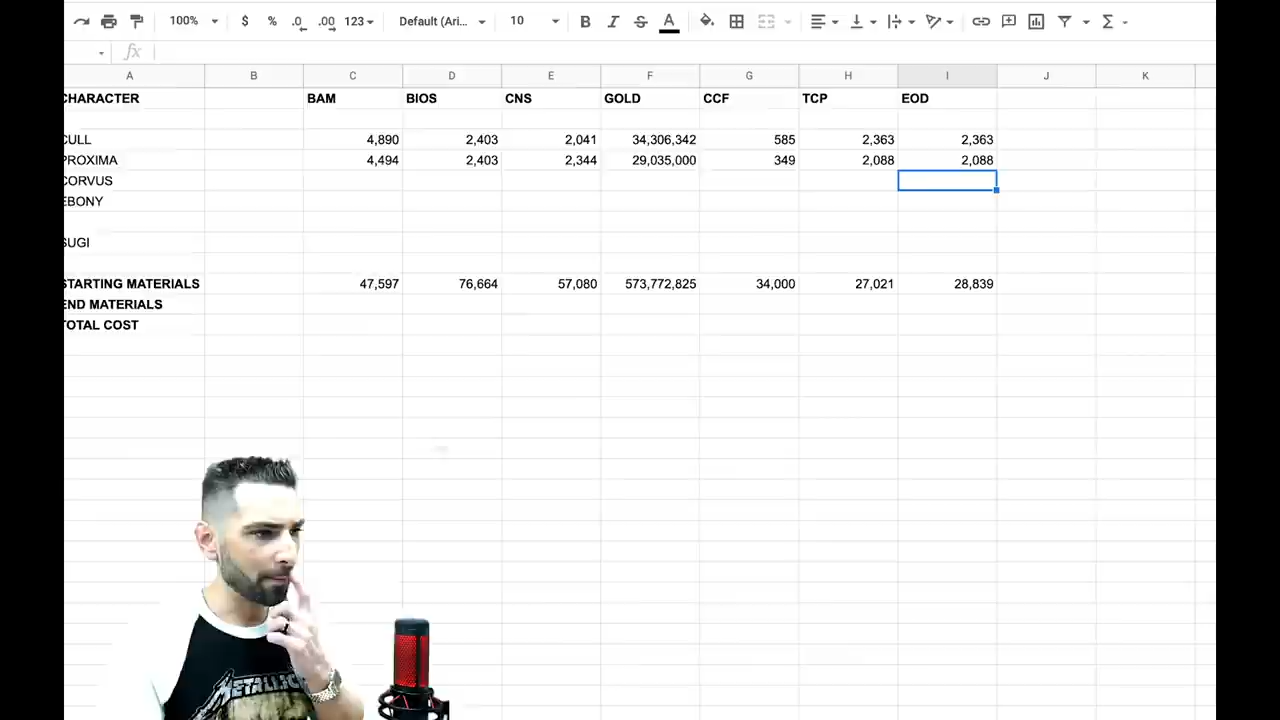 100% $ % .0 .00 123 Default (Ari... 10 B I S A Σ
fx
A B C D E F G H I J K
CHARACTER BAM BIOS CNS GOLD CCF TCP EOD
CULL 4,890 2,403 2,041 34,306,342 585 2,363 2,363
PROXIMA 4,494 2,403 2,344 29,035,000 349 2,088 2,088
CORVUS
EBONY
SUGI
STARTING MATERIALS 47,597 76,664 57,080 573,772,825 34,000 27,021 28,839
END MATERIALS
TOTAL COST
METALLICA